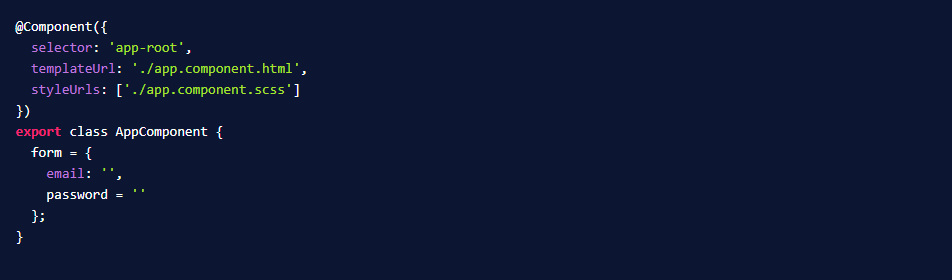 @Component({
  selector: 'app-root',
  templateUrl: './app.component.html',
  styleUrls: ['./app.component.scss']
})
export class AppComponent {
  form = {
    email: '',
    password = ''
  };
}